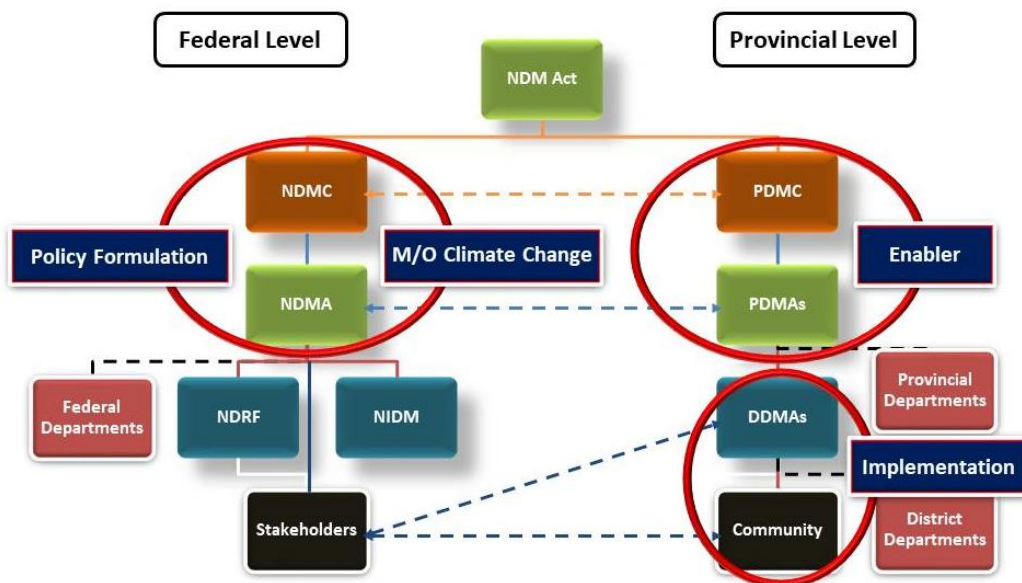 Federal Level
Provincial Level
NDM Act
NDMC
PDMC
Policy Formulation
M/O Climate Change
Enabler
NDMA
PDMAs
Federal
Departments
NDRF
NIDM
DDMAs
Provincial
Departments
Implementation
Stakeholders
Community
District
Departments